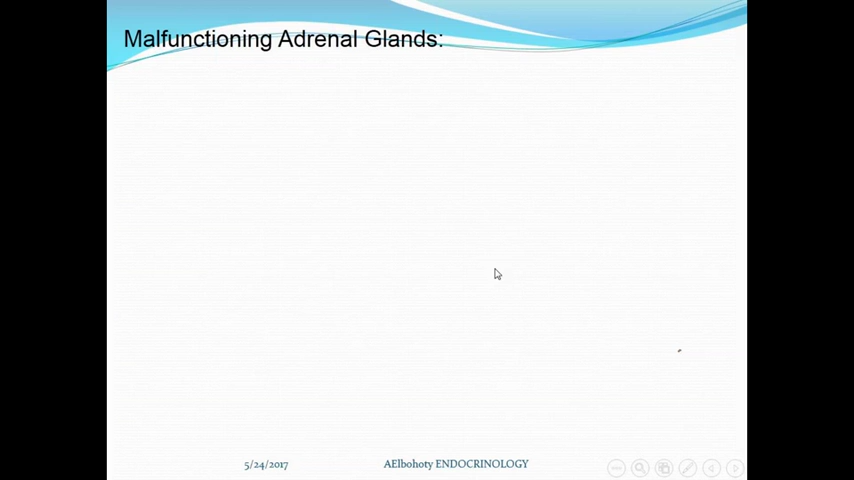 Malfunctioning Adrenal Glands:
5/24/2017
AElbohoty ENDOCRINOLOGY